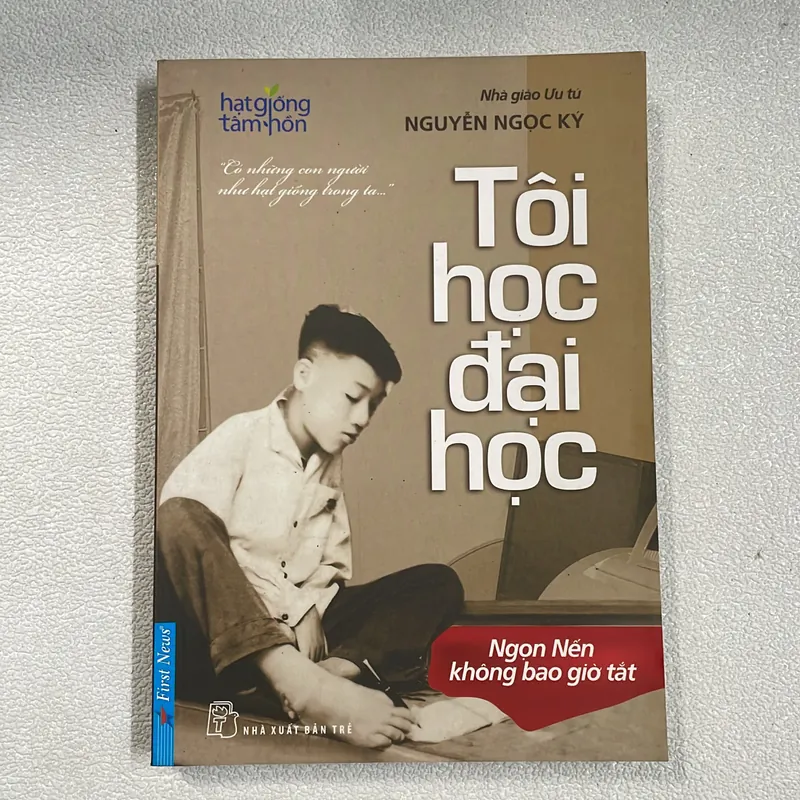 hạt giống
tâm hồn
Nhà giáo Ưu tú
NGUYỄN NGỌC KÝ
"Có những con người
như hạt giống trong ta..."
Tôi
học
đại
học
Ngọn Nến
không bao giờ tắt
First News
NHÀ XUẤT BẢN TRẺ